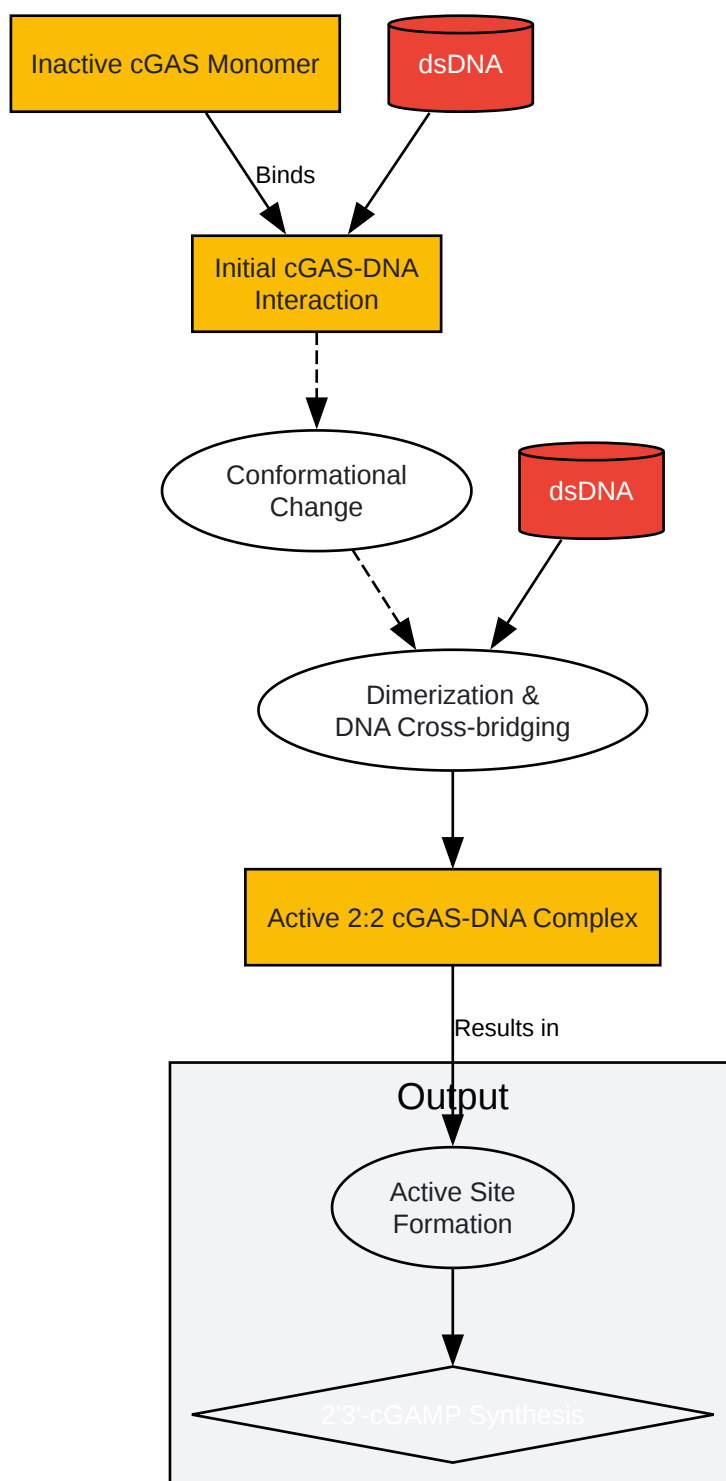 Inactive cGAS Monomer
dsDNA
Binds
Initial cGAS-DNA
Interaction
Conformational
Change
dsDNA
Dimerization &
DNA Cross-bridging
Active 2:2 cGAS-DNA Complex
Results in
Output
Active Site
Formation
2'3'-cGAMP Synthesis